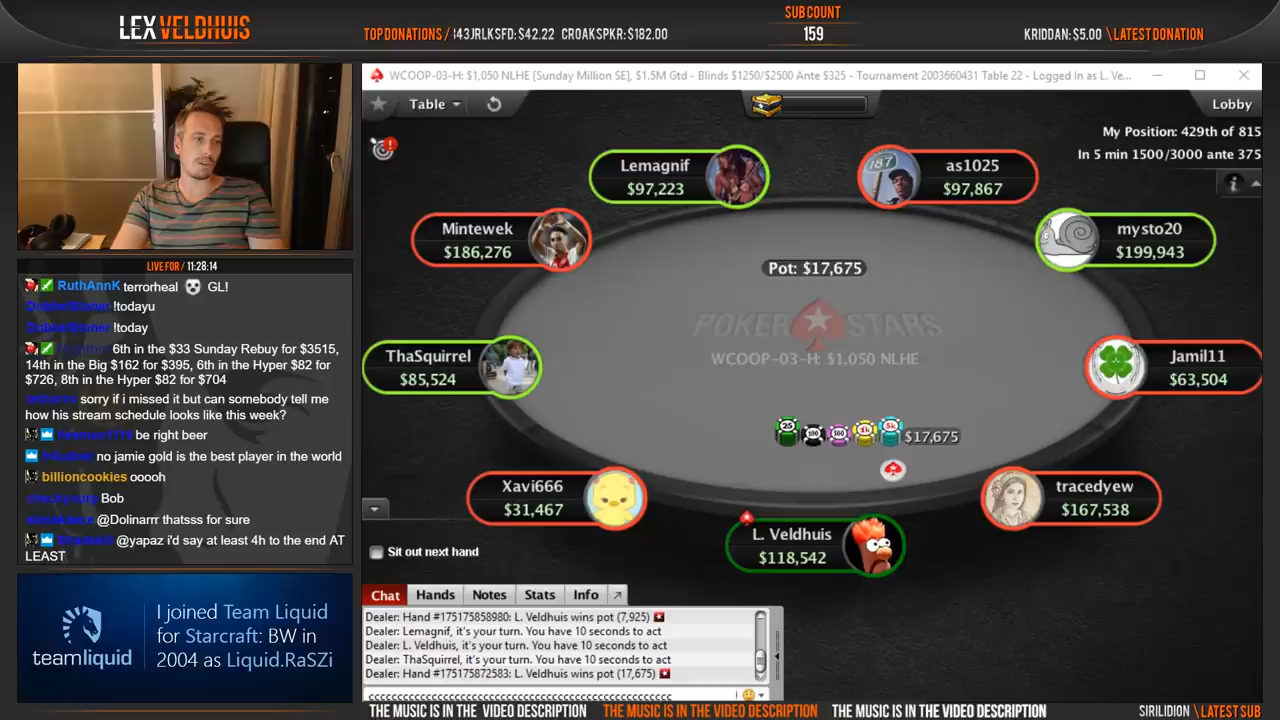 LEX VELDHUIS
TOP DONATIONS / !43JRLKSFD: $42.22 CROAKSPKR: $182.00
SUB COUNT
159
KRIDDAN: $5.00 \ LATEST DONATION
WCOOP-03-H: $1,050 NLHE [Sunday Million SE], $1.5M Gtd - Blinds $1250/$2500 Ante $325 - Tournament 2003660431 Table 22 - Logged In as L. Ve...
Table
Lobby
My Position: 429th of 815
In 5 min 1500/3000 ante 375
Lemagnif
$97,223
187
as1025
$97,867
Mintewek
$186,276
mysto20
$199,943
Pot: $17,675
POKER STARS
WCOOP-03-H: $1,050 NLHE
ThaSquirrel
$85,524
Jamil11
$63,504
25
100
500
1k
5k
$17,675
Xavi666
$31,467
tracedyew
$167,538
L. Veldhuis
$118,542
Sit out next hand
LIVE FOR / 11:28:14
RuthAnnK terrorheal GL!
!todayu
!today
6th in the $33 Sunday Rebuy for $3515,
14th in the Big $162 for $395, 6th in the Hyper $82 for
$726, 8th in the Hyper $82 for $704
sorry if i missed it but can somebody tell me
how his stream schedule looks like this week?
be right beer
no jamie gold is the best player in the world
billioncookies ooooh
Bob
@Dolinarrr thatsss for sure
@yapaz i'd say at least 4h to the end AT
LEAST
teamliquid
I joined Team Liquid
for Starcraft: BW in
2004 as Liquid.RaSZi
Chat Hands Notes Stats Info
Dealer: Hand #175175858980: L. Veldhuis wins pot (7,925)
Dealer: Lemagnif, it's your turn. You have 10 seconds to act
Dealer: L. Veldhuis, it's your turn. You have 10 seconds to act
Dealer: ThaSquirrel, it's your turn. You have 10 seconds to act
Dealer: Hand #175175872583: L. Veldhuis wins pot (17,675)
THE MUSIC IS IN THE VIDEO DESCRIPTION THE MUSIC IS IN THE VIDEO DESCRIPTION THE MUSIC IS IN THE VIDEO DESCRIPTION
SIRILIDION \ LATEST SUB